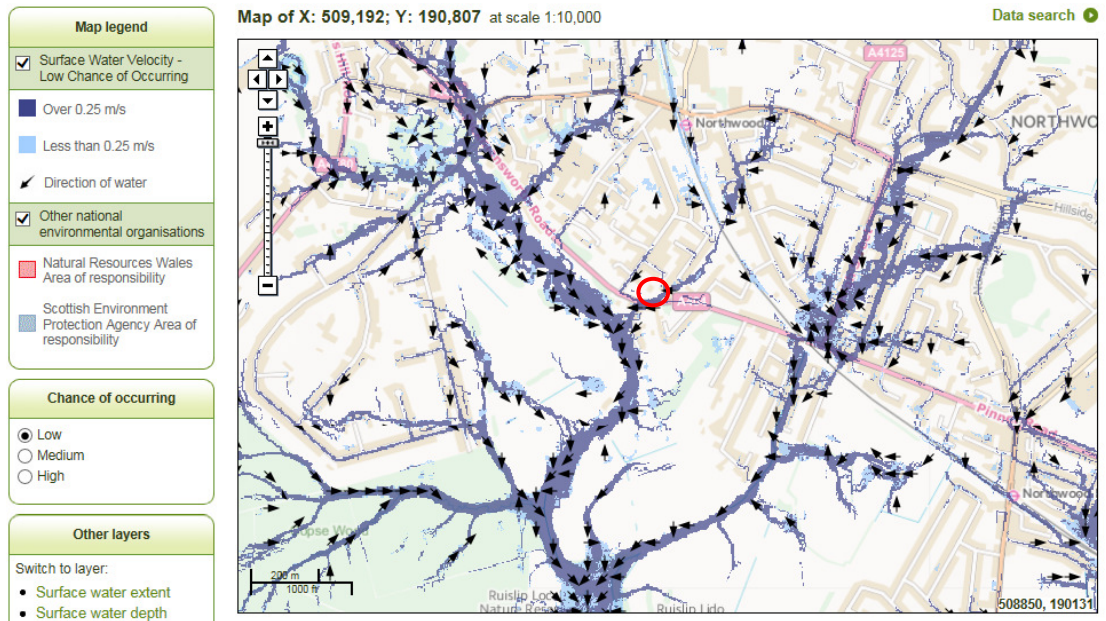 Map legend
Surface Water Velocity -
Low Chance of Occurring
Over 0.25 m/s
Less than 0.25 m/s
Direction of water
Other national
environmental organisations
Natural Resources Wales
Area of responsibility
Scottish Environment
Protection Agency Area of
responsibility
Chance of occurring
Low
Medium
High
Other layers
Switch to layer:
Surface water extent
Surface water depth
Map of X: 509,192; Y: 190,807 at scale 1:10,000
Data search
A4125
Northwood
NORTHWO
Road
Hillside
Pinn
Northwood
200 m
1000 ft
Ruislip Local
Nature Rese
Ruislip Lido
508850, 190131